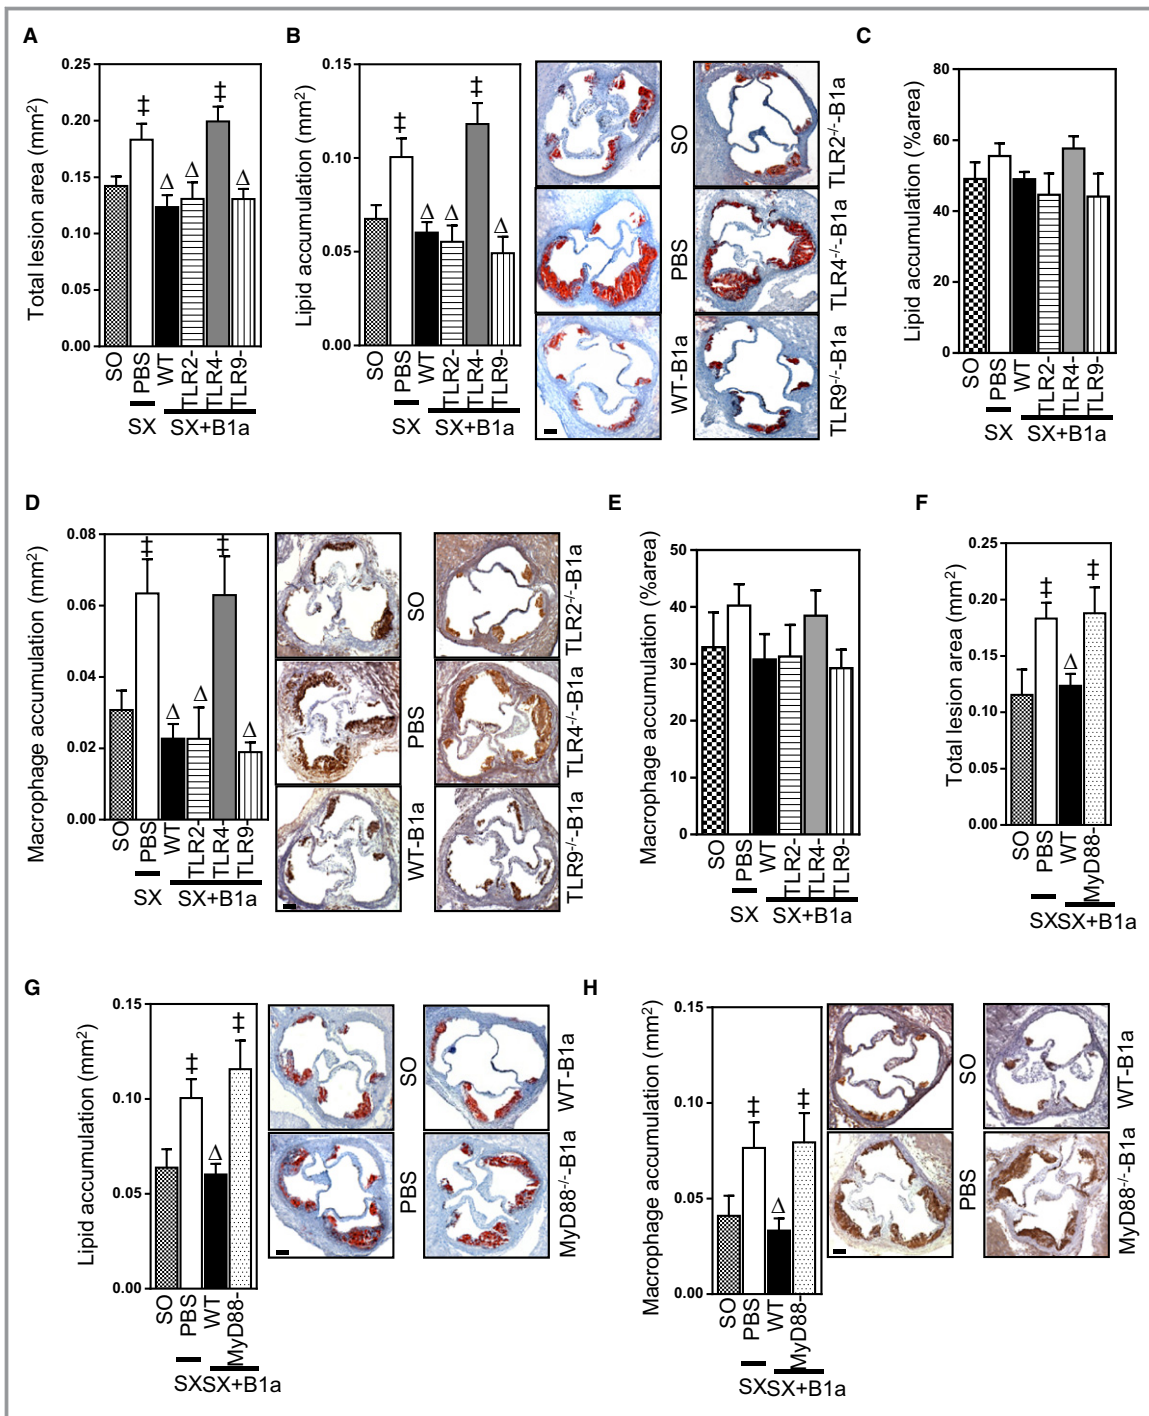 A
Total lesion area (mm²)
0.25
0.20
0.15
0.10
0.05
0.00
‡
Δ
Δ
‡
Δ
SO
PBS
WT
TLR2-
TLR4-
TLR9-
SX
SX+B1a
B
Lipid accumulation (mm²)
0.15
0.10
0.05
0.00
‡
Δ
Δ
‡
Δ
SO
PBS
WT
TLR2-
TLR4-
TLR9-
SX
SX+B1a
SO
PBS
WT-B1a
TLR2-/--B1a
TLR4-/--B1a
TLR9-/--B1a
C
Lipid accumulation (%area)
80
60
40
20
0
SO
PBS
WT
TLR2-
TLR4-
TLR9-
SX
SX+B1a
D
Macrophage accumulation (mm²)
0.08
0.06
0.04
0.02
0.00
‡
Δ
Δ
‡
Δ
SO
PBS
WT
TLR2-
TLR4-
TLR9-
SX
SX+B1a
SO
PBS
WT-B1a
TLR2-/--B1a
TLR4-/--B1a
TLR9-/--B1a
E
Macrophage accumulation (%area)
50
40
30
20
10
0
SO
PBS
WT
TLR2-
TLR4-
TLR9-
SX
SX+B1a
F
Total lesion area (mm²)
0.25
0.20
0.15
0.10
0.05
0.00
‡
Δ
‡
SO
PBS
WT
MyD88-
SX
SX+B1a
G
Lipid accumulation (mm²)
0.15
0.10
0.05
0.00
‡
Δ
‡
SO
PBS
WT
MyD88-
SX
SX+B1a
SO
PBS
WT-B1a
MyD88-/--B1a
H
Macrophage accumulation (mm²)
0.15
0.10
0.05
0.00
‡
Δ
‡
SO
PBS
WT
MyD88-
SX
SX+B1a
SO
PBS
WT-B1a
MyD88-/--B1a